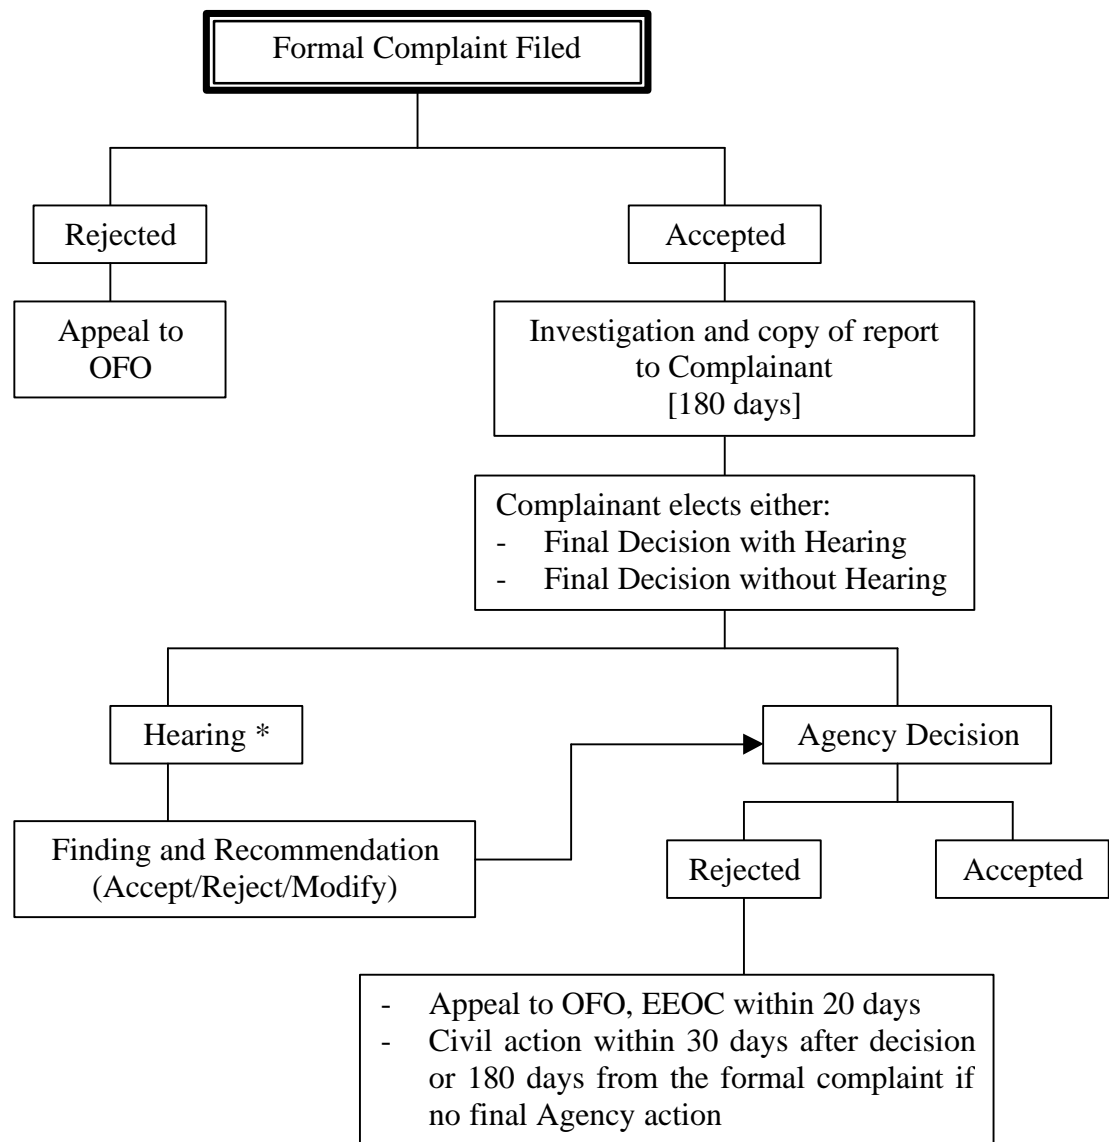 Formal Complaint Filed
Rejected
Accepted
Appeal to
OFO
Investigation and copy of report
to Complainant
[180 days]
Complainant elects either:
- Final Decision with Hearing
- Final Decision without Hearing
Hearing *
Agency Decision
Finding and Recommendation
(Accept/Reject/Modify)
Rejected
Accepted
- Appeal to OFO, EEOC within 20 days
- Civil action within 30 days after decision
or 180 days from the formal complaint if
no final Agency action